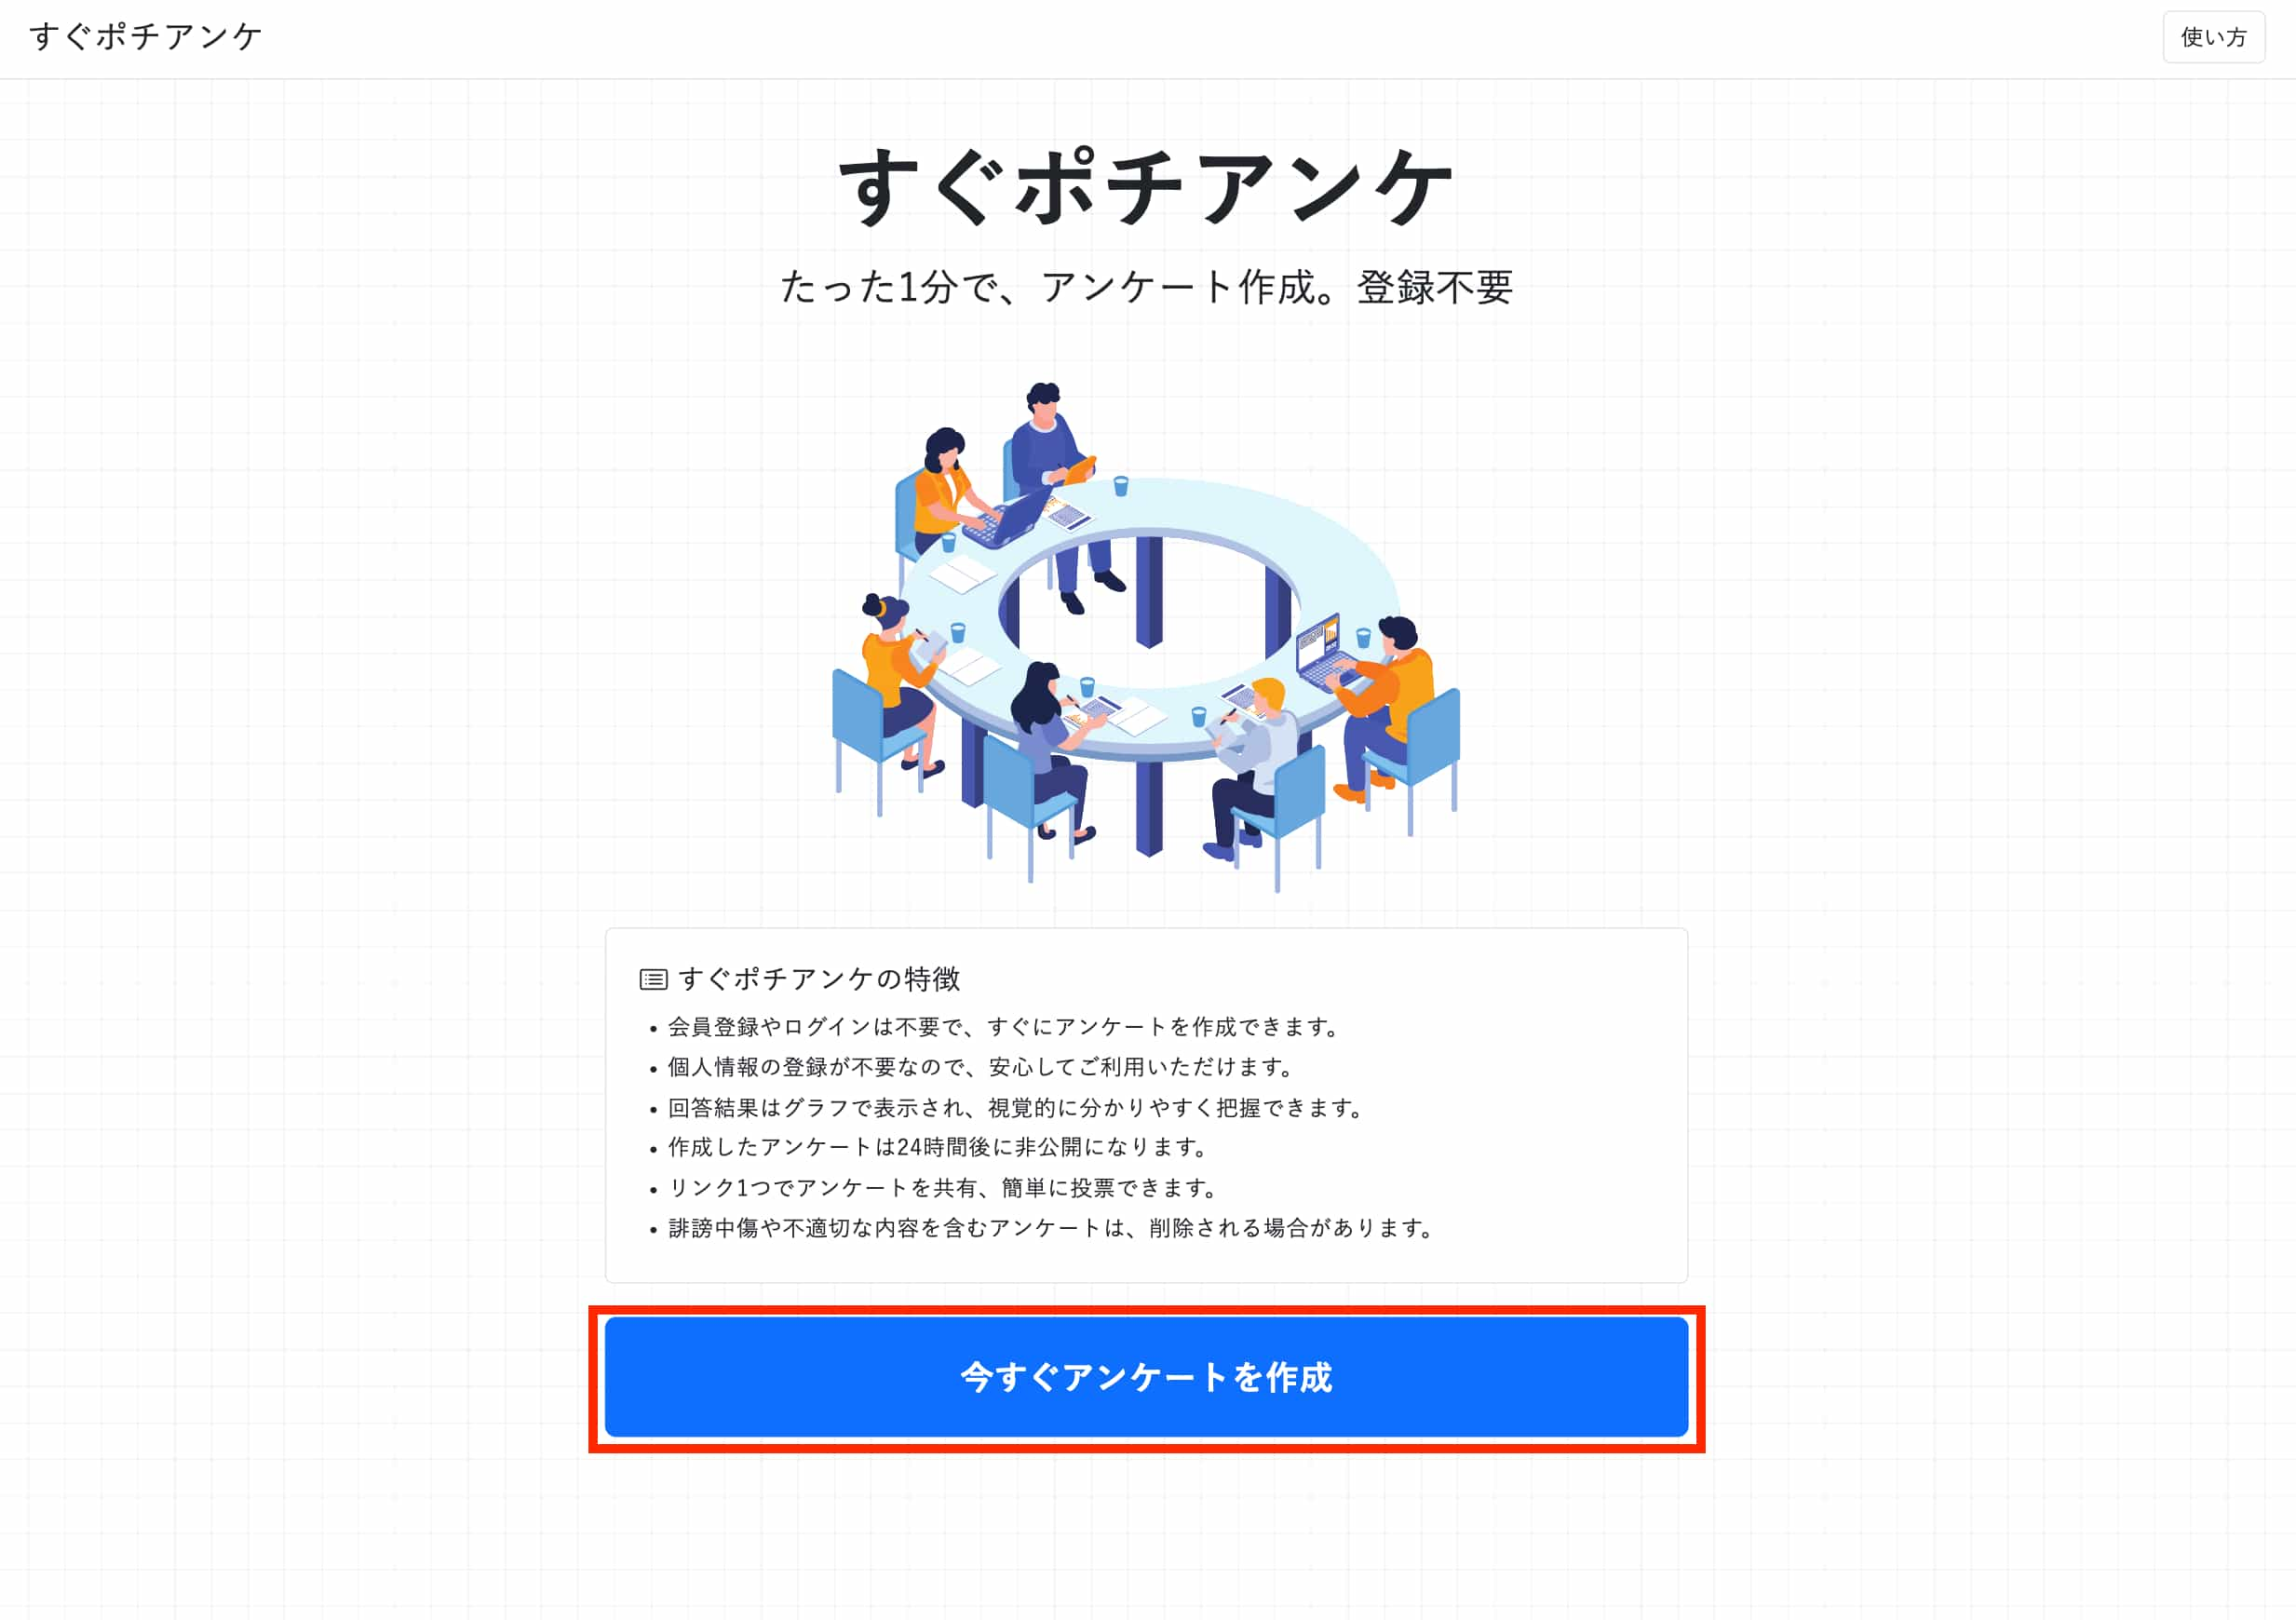 すぐポチアンケ
使い方
すぐポチアンケ
たった1分で、アンケート作成。登録不要
すぐポチアンケの特徴
• 会員登録やログインは不要で、すぐにアンケートを作成できます。
• 個人情報の登録が不要なので、安心してご利用いただけます。
• 回答結果はグラフで表示され、視覚的に分かりやすく把握できます。
• 作成したアンケートは24時間後に非公開になります。
• リンク1つでアンケートを共有、簡単に投票できます。
• 誹謗中傷や不適切な内容を含むアンケートは、削除される場合があります。
今すぐアンケートを作成